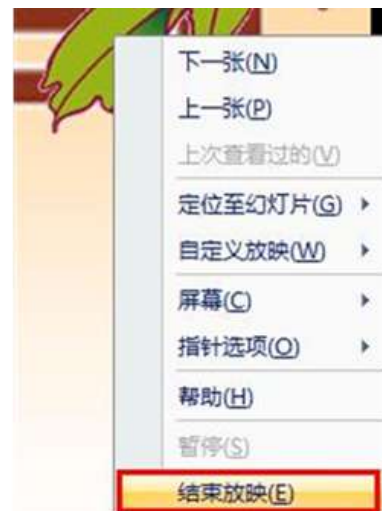 下一张(N)
上一张(P)
上次查看过的(V)
定位至幻灯片(G)
自定义放映(W)
屏幕(C)
指针选项(O)
帮助(H)
暂停(S)
结束放映(E)